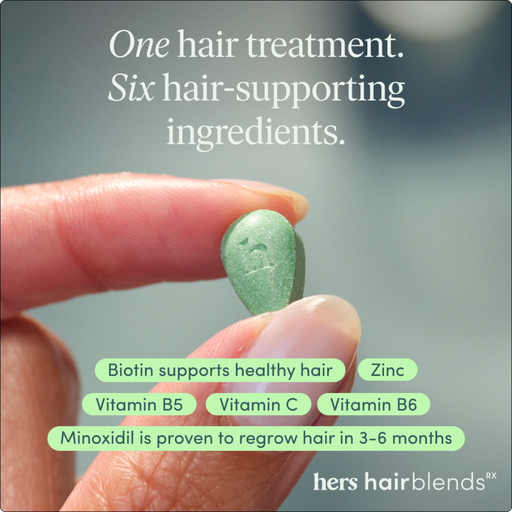 One hair treatment.
Six hair-supporting
ingredients.
Biotin supports healthy hair
Zinc
Vitamin B5
Vitamin C
Vitamin B6
Minoxidil is proven to regrow hair in 3-6 months
hers hairblends RX